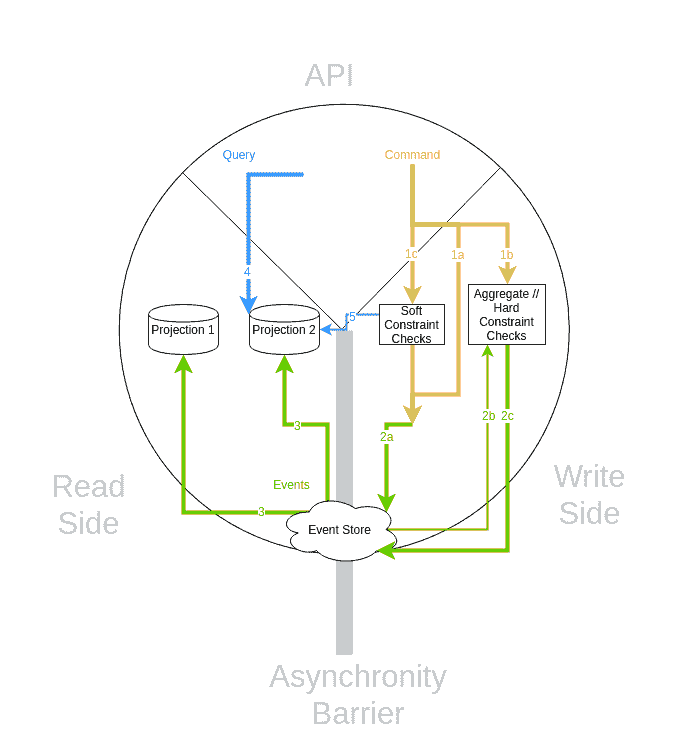 API
Query
Command
1c
1a
1b
4
Aggregate //
Hard
Constraint
Checks
Soft
Constraint
Checks
5
Projection 1
Projection 2
2b
2c
3
2a
Read
Side
Write
Side
Events
3
Event Store
Asynchronity
Barrier